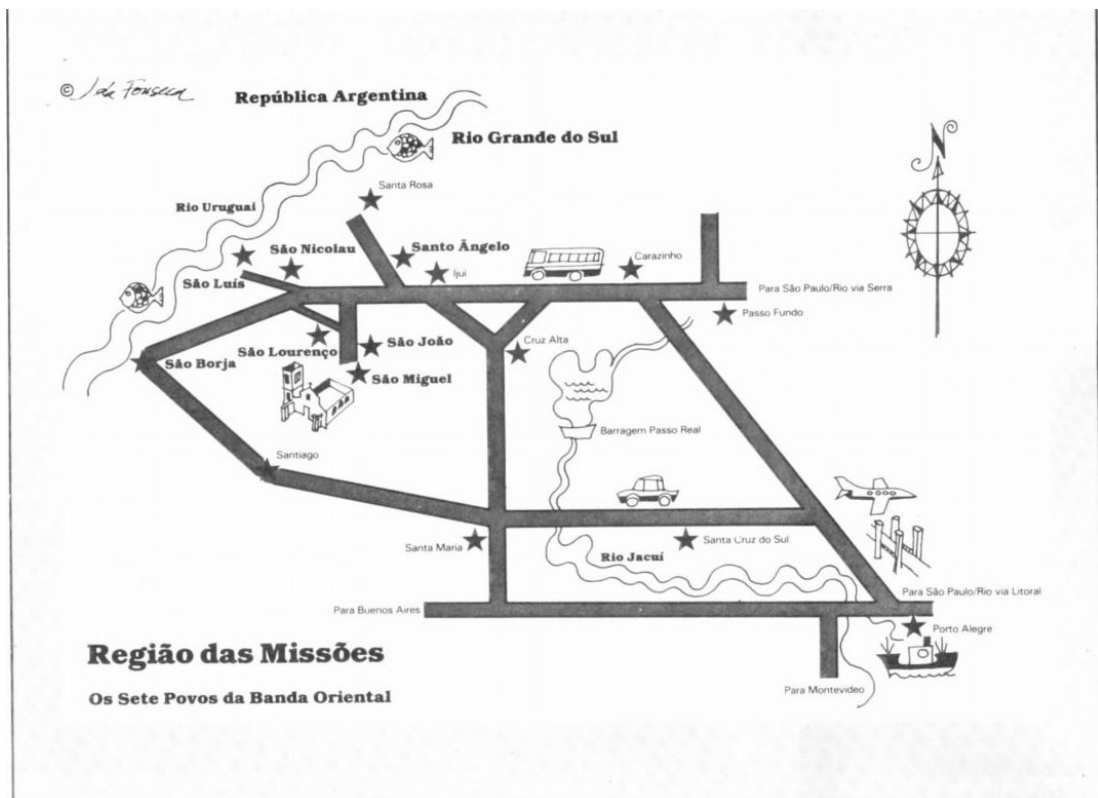 © Ida Fonseca
República Argentina
Rio Grande do Sul
N
Santa Rosa
Rio Uruguai
São Nicolau
Santo Ângelo
Ijuí
Carazinho
São Luís
Para São Paulo/Rio via Serra
Passo Fundo
São Borja
São Lourenço
São João
Cruz Alta
São Miguel
Barragem Passo Real
Santiago
Santa Maria
Santa Cruz do Sul
Rio Jacuí
Para São Paulo/Rio via Litoral
Para Buenos Aires
Porto Alegre
Região das Missões
Para Montevideo
Os Sete Povos da Banda Oriental